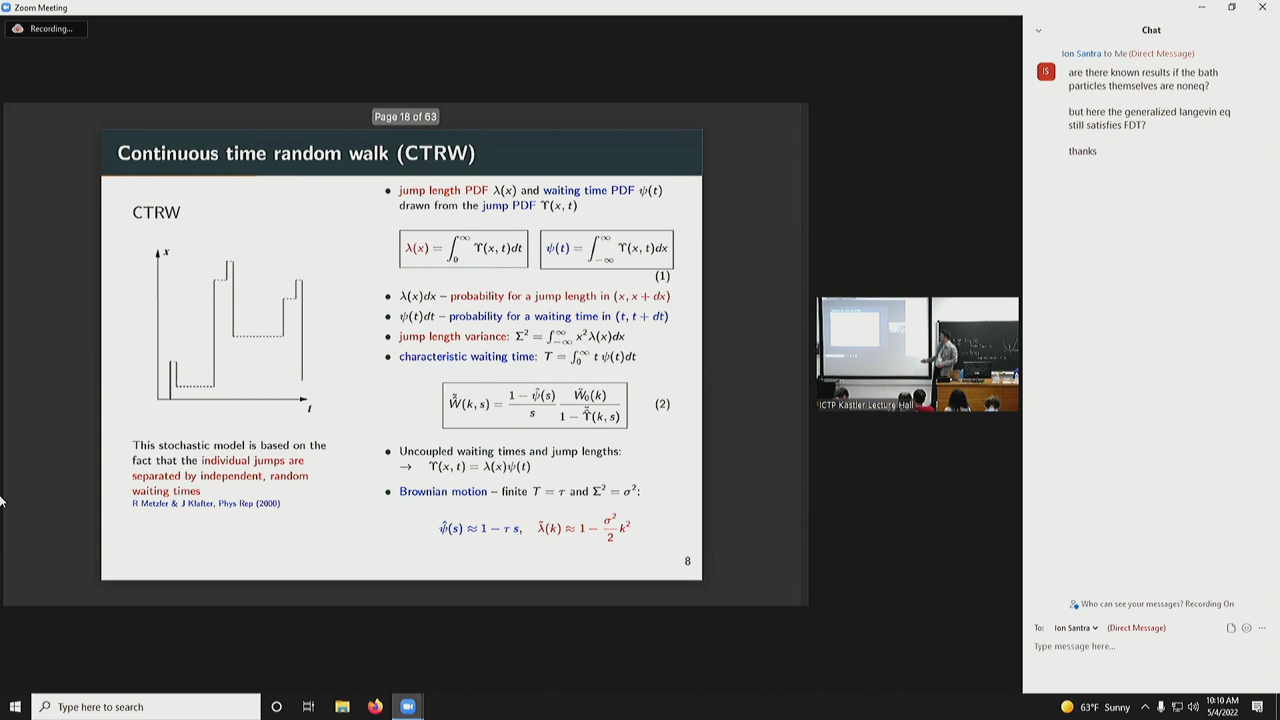 Zoom Meeting
Recording...
Page 18 of 63
Continuous time random walk (CTRW)
CTRW
x
t
This stochastic model is based on the
fact that the individual jumps are
separated by independent, random
waiting times
R Metzler & J Klafter, Phys Rep (2000)
• jump length PDF λ(x) and waiting time PDF ψ(t)
drawn from the jump PDF ϒ(x, t)
λ(x) = ∫₀^∞ ϒ(x, t)dt
ψ(t) = ∫_{-∞}^∞ ϒ(x, t)dx
(1)
• λ(x)dx – probability for a jump length in (x, x + dx)
• ψ(t)dt – probability for a waiting time in (t, t + dt)
• jump length variance: Σ² = ∫_{-∞}^∞ x²λ(x)dx
• characteristic waiting time: T = ∫₀^∞ t ψ(t)dt
W̃̂(k, s) = (1 − ψ̂(s))/s W̃₀(k)/(1 − ϒ̃̂(k, s)) (2)
• Uncoupled waiting times and jump lengths:
→ ϒ(x, t) = λ(x)ψ(t)
• Brownian motion – finite T = τ and Σ² = σ²:
ψ̂(s) ≈ 1 − τ s, λ̃(k) ≈ 1 − σ²/2 k²
8
ICTP Kastler Lecture Hall
Chat
Ion Santra to Me (Direct Message)
IS
are there known results if the bath
particles themselves are noneq?
but here the generalized langevin eq
still satisfies FDT?
thanks
Who can see your messages? Recording On
To: Ion Santra (Direct Message)
Type message here...
Type here to search
63°F Sunny
10:10 AM
5/4/2022